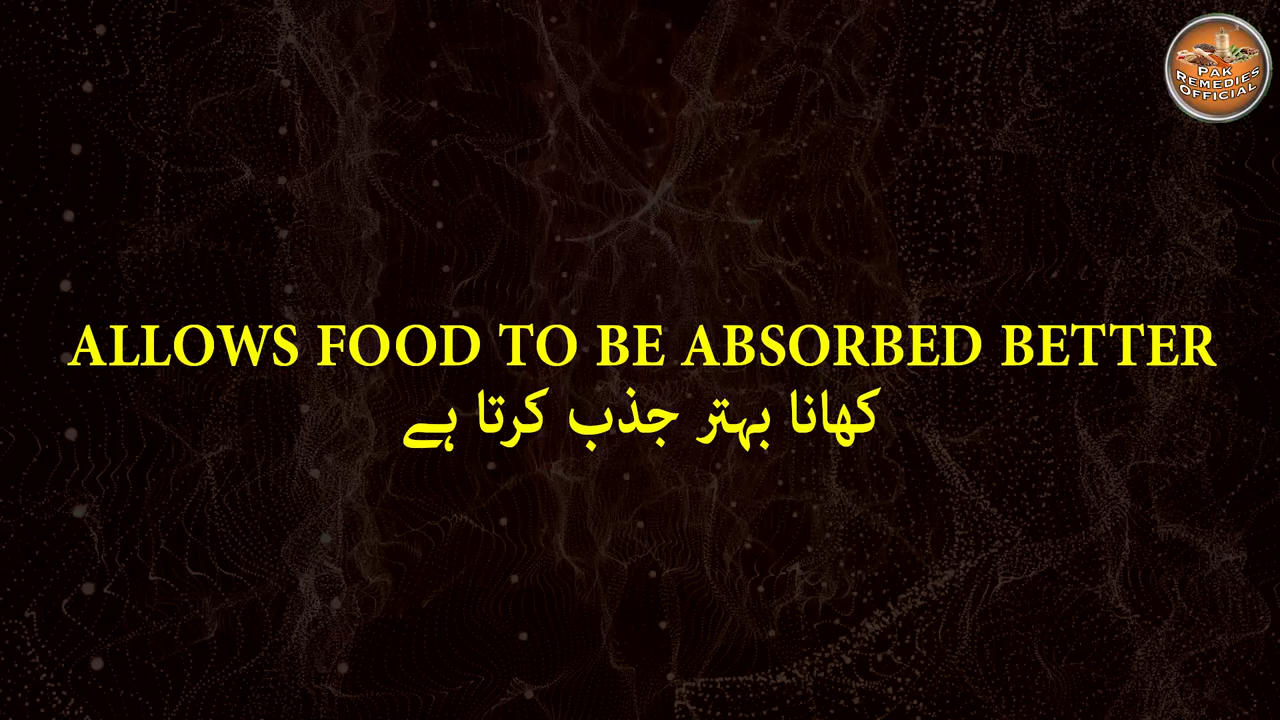 PAK
REMEDIES
OFFICIAL
ALLOWS FOOD TO BE ABSORBED BETTER
کھانا بہتر جذب کرتا ہے